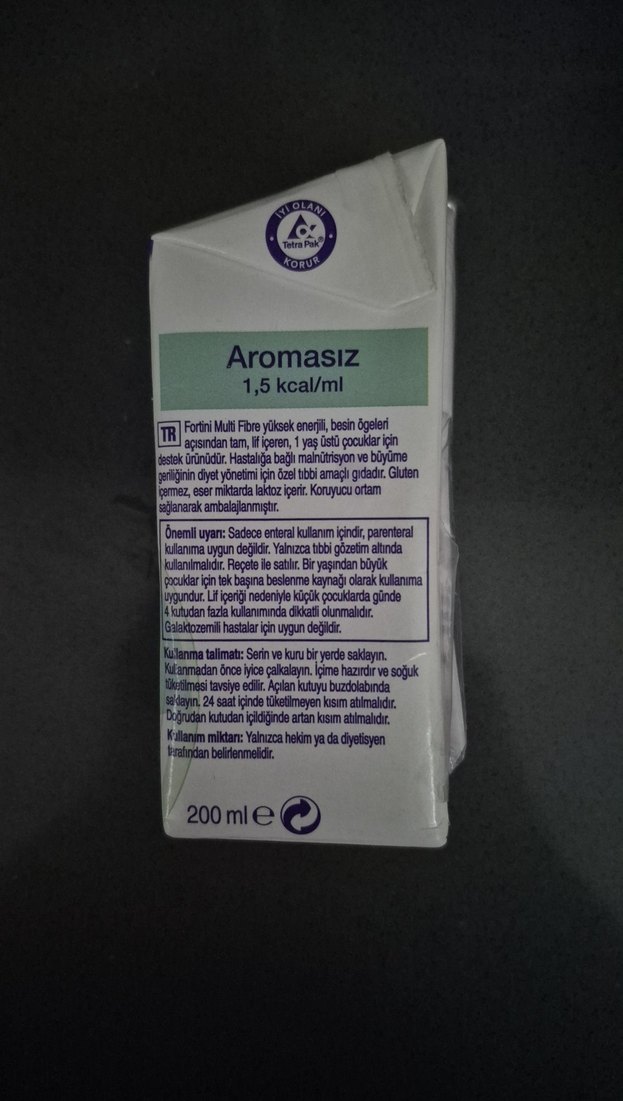 İYİ OLANI
Tetra Pak®
KORUR
Aromasız
1,5 kcal/ml
TR Fortini Multi Fibre yüksek enerjili, besin ögeleri
açısından tam, lif içeren, 1 yaş üstü çocuklar için
destek ürünüdür. Hastalığa bağlı malnütrisyon ve büyüme
geriliğinin diyet yönetimi için özel tıbbi amaçlı gıdadır. Gluten
içermez, eser miktarda laktoz içerir. Koruyucu ortam
sağlanarak ambalajlanmıştır.
Önemli uyarı: Sadece enteral kullanım içindir, parenteral
kullanıma uygun değildir. Yalnızca tıbbi gözetim altında
kullanılmalıdır. Reçete ile satılır. Bir yaşından büyük
çocuklar için tek başına beslenme kaynağı olarak kullanıma
uygundur. Lif içeriği nedeniyle küçük çocuklarda günde
4 kutudan fazla kullanımında dikkatli olunmalıdır.
Galaktozemili hastalar için uygun değildir.
Kullanma talimatı: Serin ve kuru bir yerde saklayın.
Kullanmadan önce iyice çalkalayın. İçime hazırdır ve soğuk
tüketilmesi tavsiye edilir. Açılan kutuyu buzdolabında
saklayın, 24 saat içinde tüketilmeyen kısım atılmalıdır.
Doğrudan kutudan içildiğinde artan kısım atılmalıdır.
Kullanım miktarı: Yalnızca hekim ya da diyetisyen
tarafından belirlenmelidir.
200 ml e